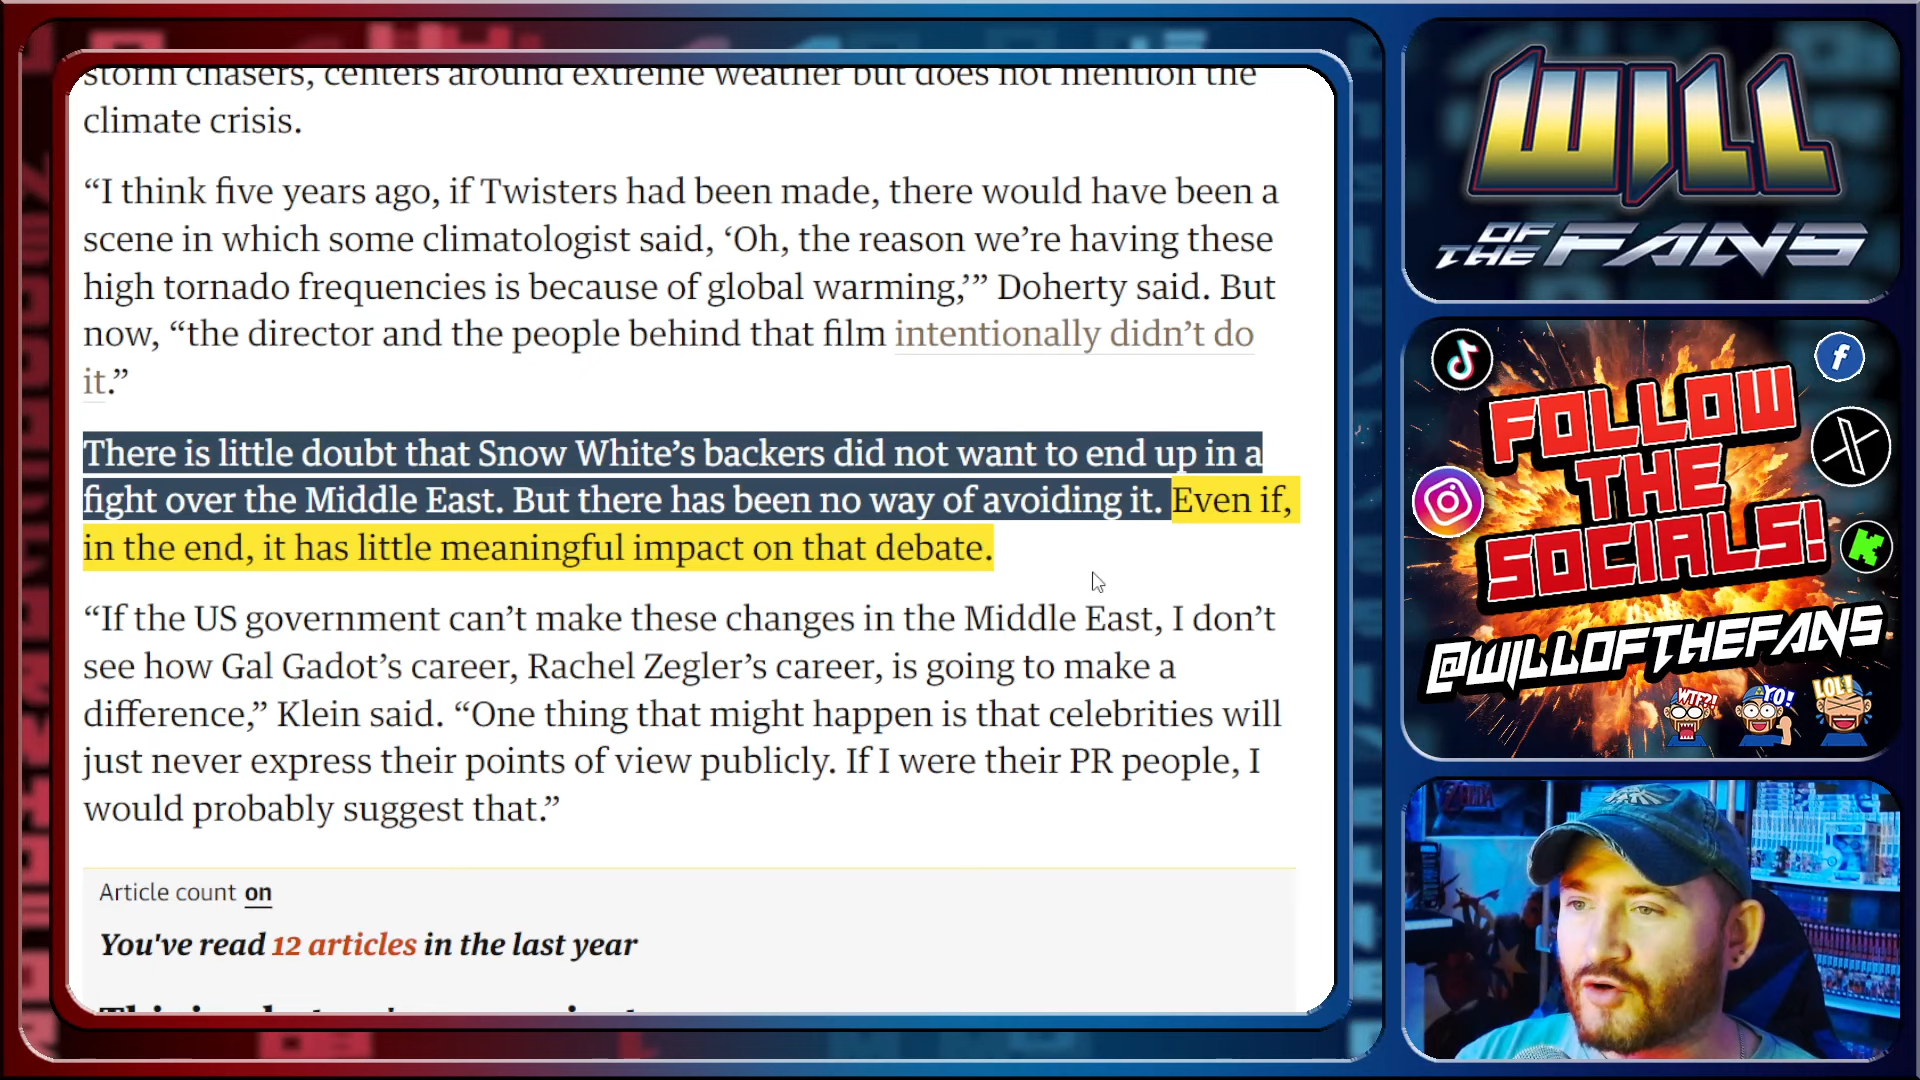 storm chasers, centers around extreme weather but does not mention the
climate crisis.
“I think five years ago, if Twisters had been made, there would have been a
scene in which some climatologist said, ‘Oh, the reason we’re having these
high tornado frequencies is because of global warming,’” Doherty said. But
now, “the director and the people behind that film intentionally didn’t do
it.”
There is little doubt that Snow White’s backers did not want to end up in a
fight over the Middle East. But there has been no way of avoiding it. Even if,
in the end, it has little meaningful impact on that debate.
“If the US government can’t make these changes in the Middle East, I don’t
see how Gal Gadot’s career, Rachel Zegler’s career, is going to make a
difference,” Klein said. “One thing that might happen is that celebrities will
just never express their points of view publicly. If I were their PR people, I
would probably suggest that.”
Article count on
You've read 12 articles in the last year
WILL
OF THE FANS
FOLLOW
THE
SOCIALS!
@WILLOFTHEFANS
WTF?!
YO!
LOL!